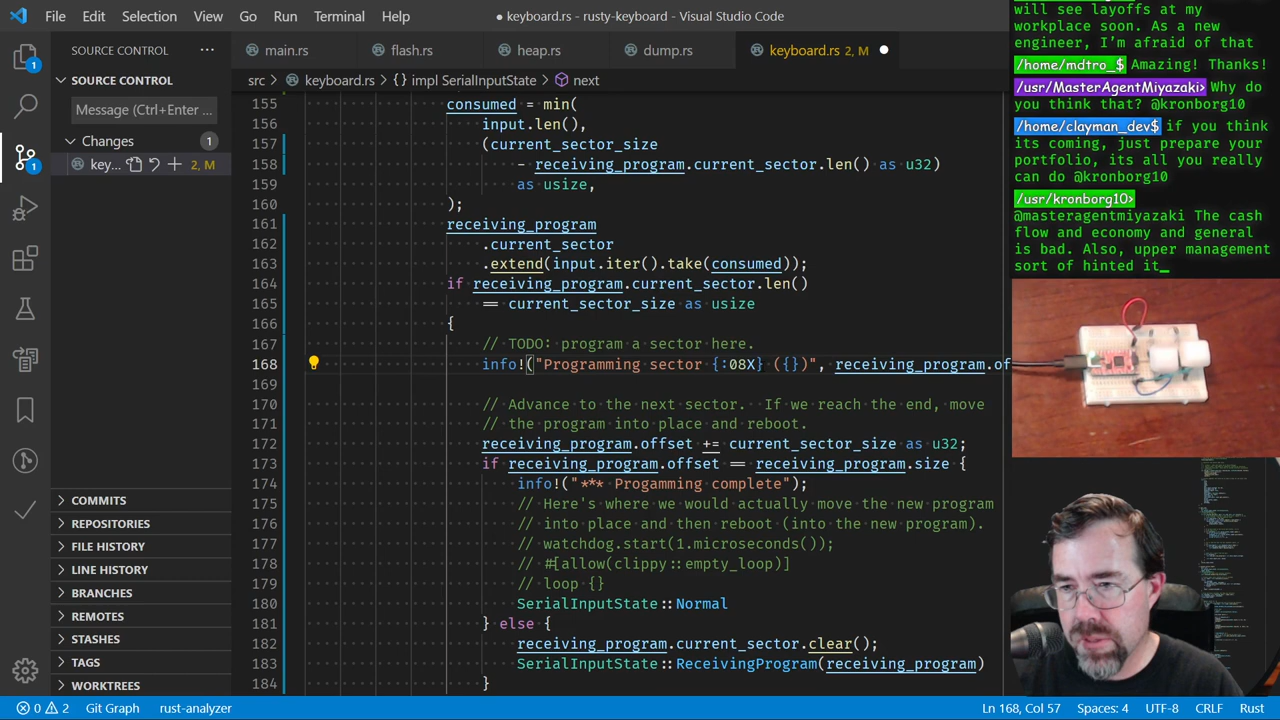 File Edit Selection View Go Run Terminal Help
● keyboard.rs - rusty-keyboard - Visual Studio Code
SOURCE CONTROL
SOURCE CONTROL
Message (Ctrl+Enter ...
Changes 1
key... 2, M
COMMITS
REPOSITORIES
FILE HISTORY
LINE HISTORY
BRANCHES
REMOTES
STASHES
TAGS
WORKTREES
main.rs flash.rs heap.rs dump.rs keyboard.rs 2, M ●
src > keyboard.rs > {} impl SerialInputState > next
155 consumed = min(
156 input.len(),
157 (current_sector_size
158 - receiving_program.current_sector.len() as u32)
159 as usize,
160 );
161 receiving_program
162 .current_sector
163 .extend(input.iter().take(consumed));
164 if receiving_program.current_sector.len()
165 == current_sector_size as usize
166 {
167 // TODO: program a sector here.
168 info!("Programming sector {:08X} ({})", receiving_program.of
169
170 // Advance to the next sector. If we reach the end, move
171 // the program into place and reboot.
172 receiving_program.offset += current_sector_size as u32;
173 if receiving_program.offset == receiving_program.size {
174 info!("*** Progamming complete");
175 // Here's where we would actually move the new program
176 // into place and then reboot (into the new program).
177 // watchdog.start(1.microseconds());
178 // #[allow(clippy::empty_loop)]
179 // loop {}
180 SerialInputState::Normal
181 } else {
182 receiving_program.current_sector.clear();
183 SerialInputState::ReceivingProgram(receiving_program)
184 }
0 2 Git Graph rust-analyzer
Ln 168, Col 57 Spaces: 4 UTF-8 CRLF Rust
will see layoffs at my
workplace soon. As a new
engineer, I'm afraid of that
/home/mdtro_$ Amazing! Thanks!
/usr/MasterAgentMiyazaki> Why do
you think that? @kronborg10
/home/clayman_dev$ if you think
its coming, just prepare your
portfolio, its all you really
can do @kronborg10
/usr/kronborg10>
@masteragentmiyazaki The cash
flow and economy and general
is bad. Also, upper management
sort of hinted it